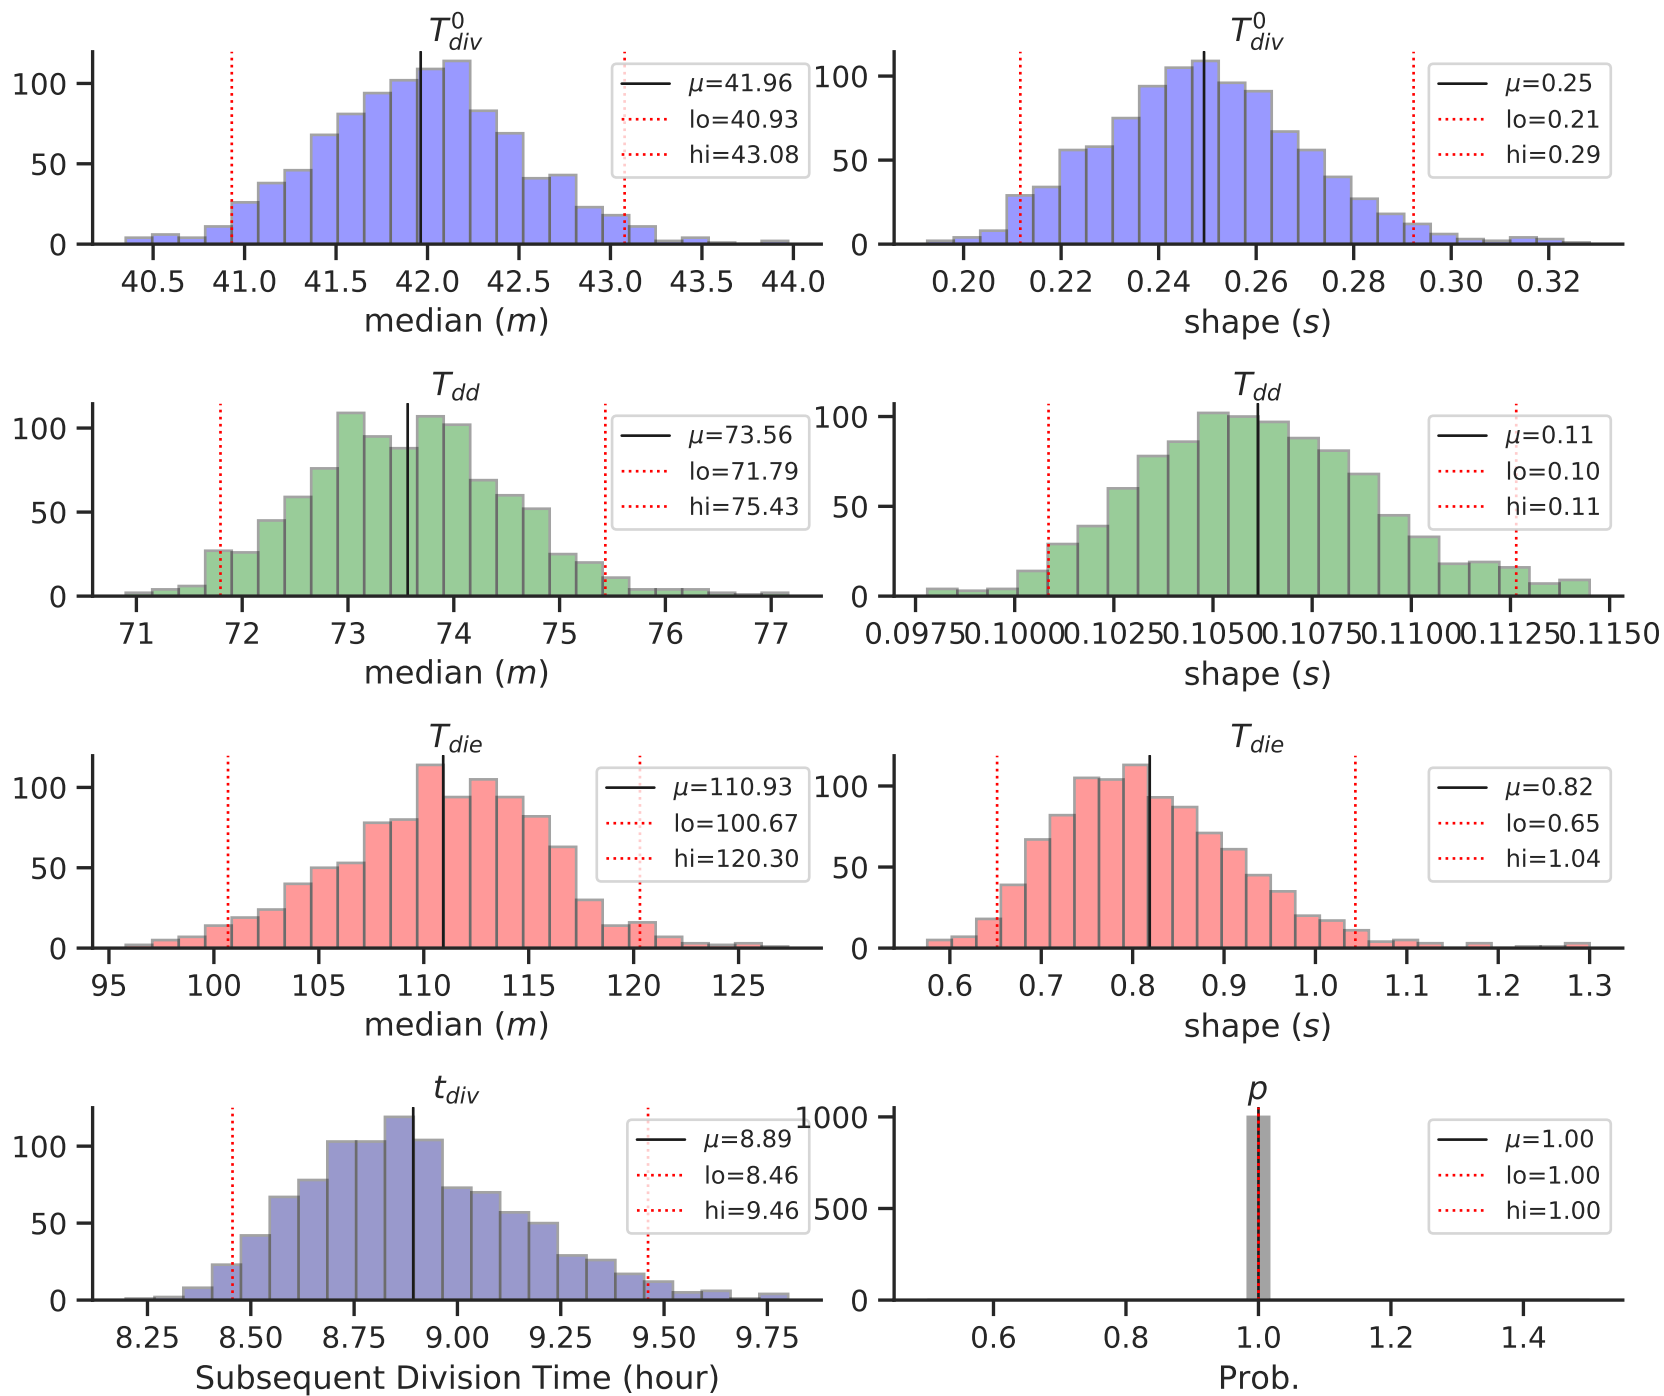 T⁰div
100
50
0
μ=41.96
lo=40.93
hi=43.08
40.5 41.0 41.5 42.0 42.5 43.0 43.5 44.0
median (m)
T⁰div
100
50
0
μ=0.25
lo=0.21
hi=0.29
0.20 0.22 0.24 0.26 0.28 0.30 0.32
shape (s)
Tdd
100
50
0
μ=73.56
lo=71.79
hi=75.43
71 72 73 74 75 76 77
median (m)
Tdd
100
50
0
μ=0.11
lo=0.10
hi=0.11
0.0975 0.1000 0.1025 0.1050 0.1075 0.1100 0.1125 0.1150
shape (s)
Tdie
100
50
0
μ=110.93
lo=100.67
hi=120.30
95 100 105 110 115 120 125
median (m)
Tdie
100
50
0
μ=0.82
lo=0.65
hi=1.04
0.6 0.7 0.8 0.9 1.0 1.1 1.2 1.3
shape (s)
tdiv
100
50
0
μ=8.89
lo=8.46
hi=9.46
8.25 8.50 8.75 9.00 9.25 9.50 9.75
Subsequent Division Time (hour)
p
1000
500
0
μ=1.00
lo=1.00
hi=1.00
0.6 0.8 1.0 1.2 1.4
Prob.